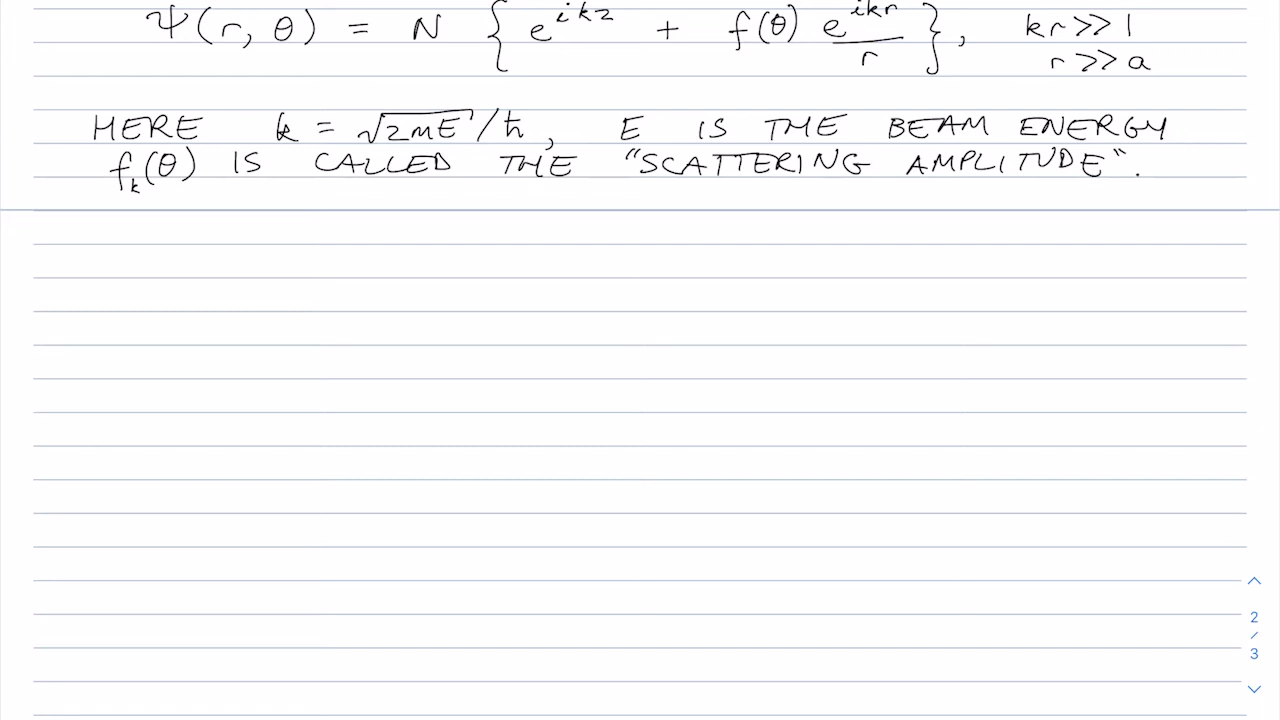 Ψ(r, θ) = N { e^{ikz} + f(θ) e^{ikr}/r }, kr >> 1
r >> a
HERE k = √2mE / ħ, E IS THE BEAM ENERGY
f_k(θ) IS CALLED THE "SCATTERING AMPLITUDE".
2
/
3